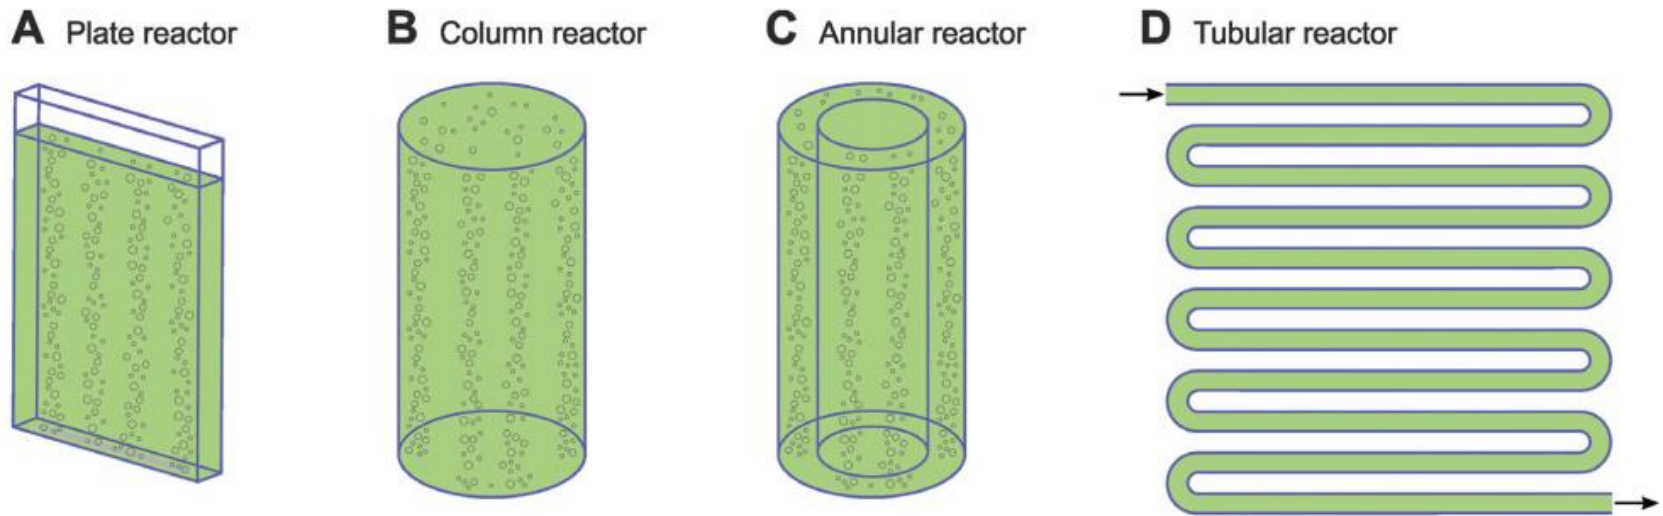 A Plate reactor
B Column reactor
C Annular reactor
D Tubular reactor